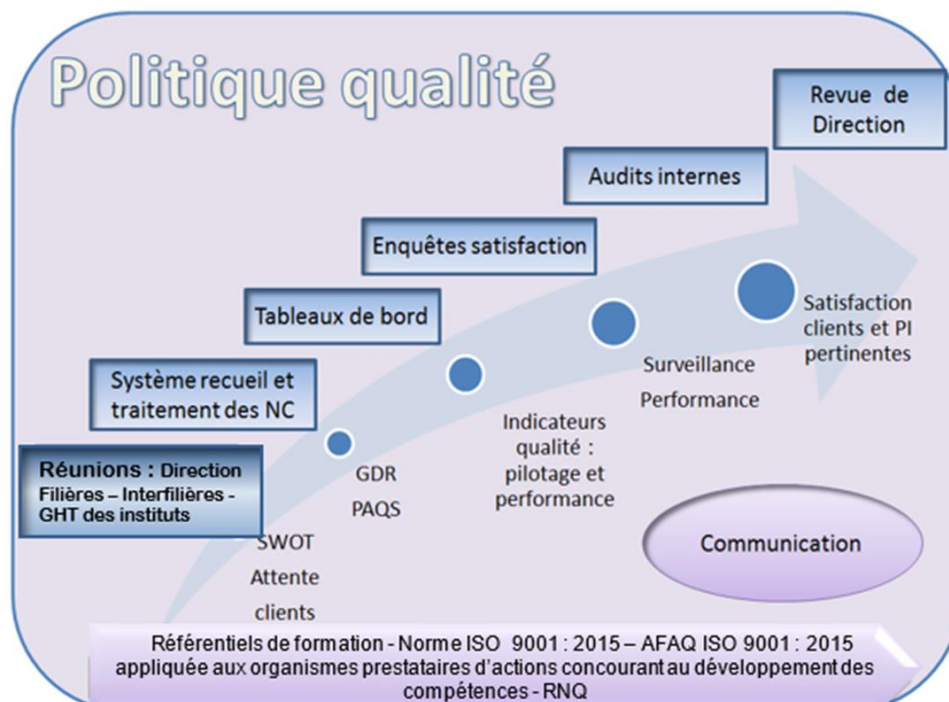 Politique qualité
Revue de
Direction
Audits internes
Enquêtes satisfaction
Tableaux de bord
Système recueil et
traitement des NC
Réunions : Direction
Filières – Interfilières -
GHT des instituts
SWOT
Attente
clients
GDR
PAQS
Indicateurs
qualité :
pilotage et
performance
Surveillance
Performance
Satisfaction
clients et PI
pertinentes
Communication
Référentiels de formation - Norme ISO 9001 : 2015 – AFAQ ISO 9001 : 2015
appliquée aux organismes prestataires d'actions concourant au développement des
compétences - RNQ